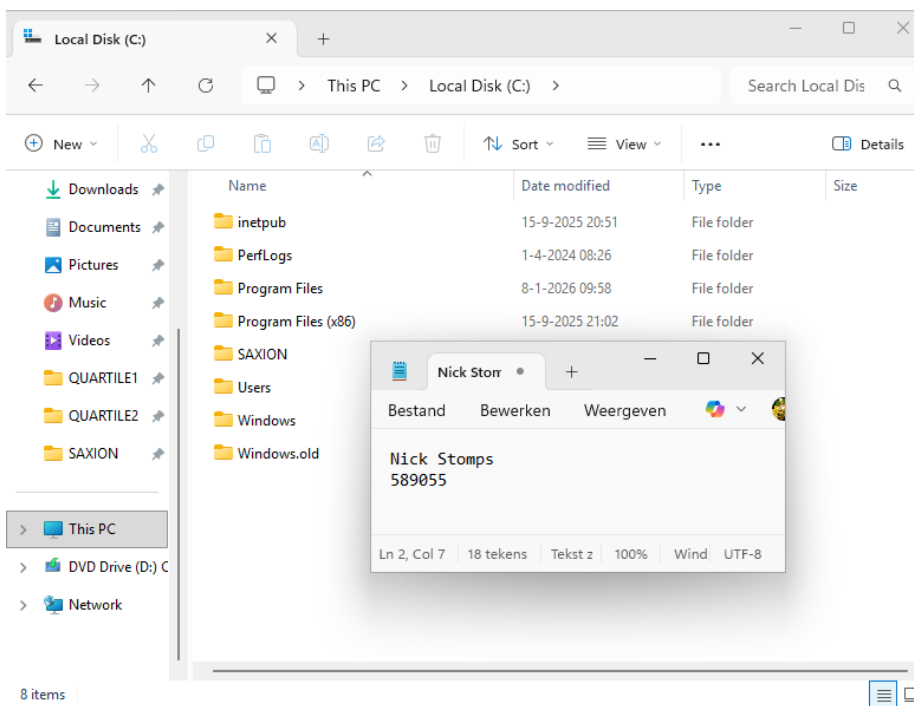 Local Disk (C:)
This PC > Local Disk (C:) >
Search Local Dis
New
Sort
View
Details
Downloads
Documents
Pictures
Music
Videos
QUARTILE1
QUARTILE2
SAXION
This PC
DVD Drive (D:) C
Network
Name Date modified Type Size
inetpub 15-9-2025 20:51 File folder
PerfLogs 1-4-2024 08:26 File folder
Program Files 8-1-2026 09:58 File folder
Program Files (x86) 15-9-2025 21:02 File folder
SAXION
Users
Windows
Windows.old
Nick Stom
Bestand Bewerken Weergeven
Nick Stomps
589055
Ln 2, Col 7 18 tekens Tekst z 100% Wind UTF-8
8 items